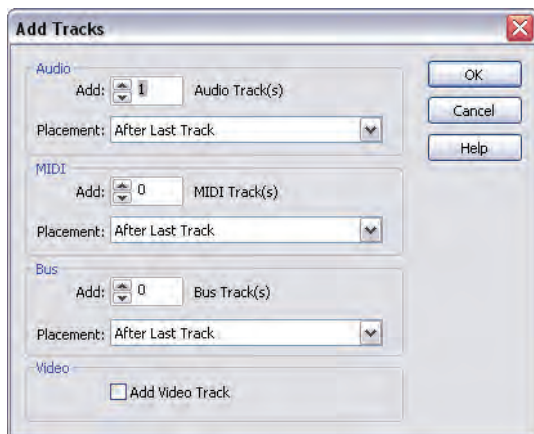 Add Tracks
Audio
Add: 1 Audio Track(s)
Placement: After Last Track
MIDI
Add: 0 MIDI Track(s)
Placement: After Last Track
Bus
Add: 0 Bus Track(s)
Placement: After Last Track
Video
Add Video Track
OK
Cancel
Help